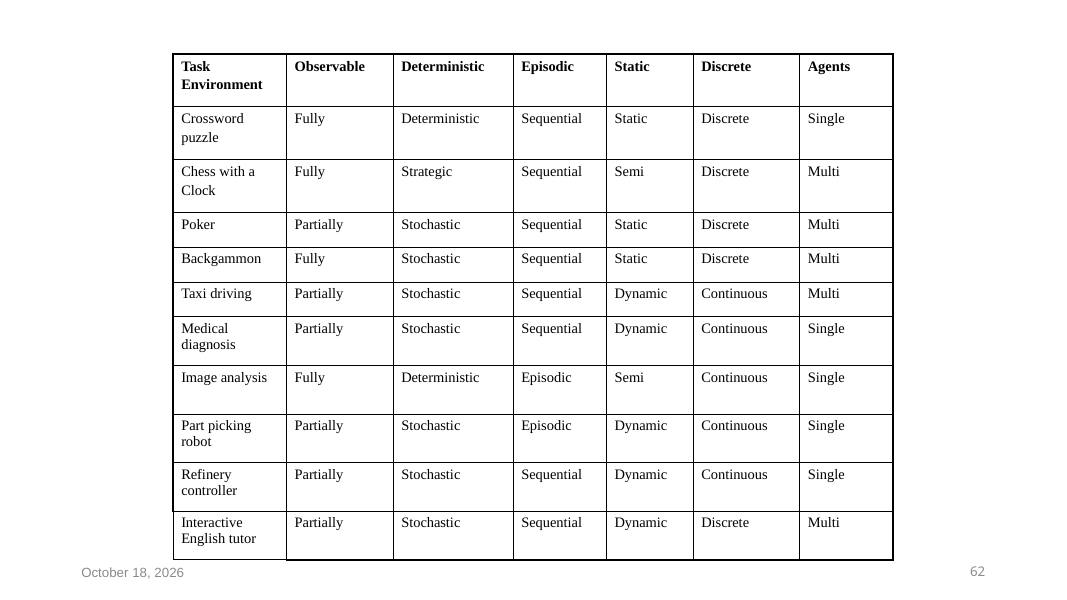 Task Environment Observable Deterministic Episodic Static Discrete Agents
Crossword puzzle Fully Deterministic Sequential Static Discrete Single
Chess with a Clock Fully Strategic Sequential Semi Discrete Multi
Poker Partially Stochastic Sequential Static Discrete Multi
Backgammon Fully Stochastic Sequential Static Discrete Multi
Taxi driving Partially Stochastic Sequential Dynamic Continuous Multi
Medical diagnosis Partially Stochastic Sequential Dynamic Continuous Single
Image analysis Fully Deterministic Episodic Semi Continuous Single
Part picking robot Partially Stochastic Episodic Dynamic Continuous Single
Refinery controller Partially Stochastic Sequential Dynamic Continuous Single
Interactive English tutor Partially Stochastic Sequential Dynamic Discrete Multi
October 18, 2026 62